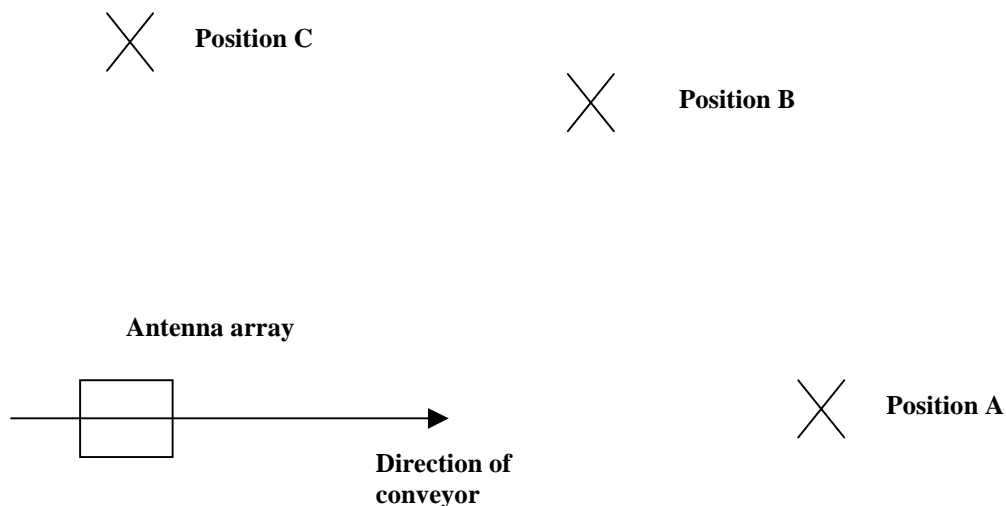 Position C
Position B
Antenna array
Position A
Direction of
conveyor